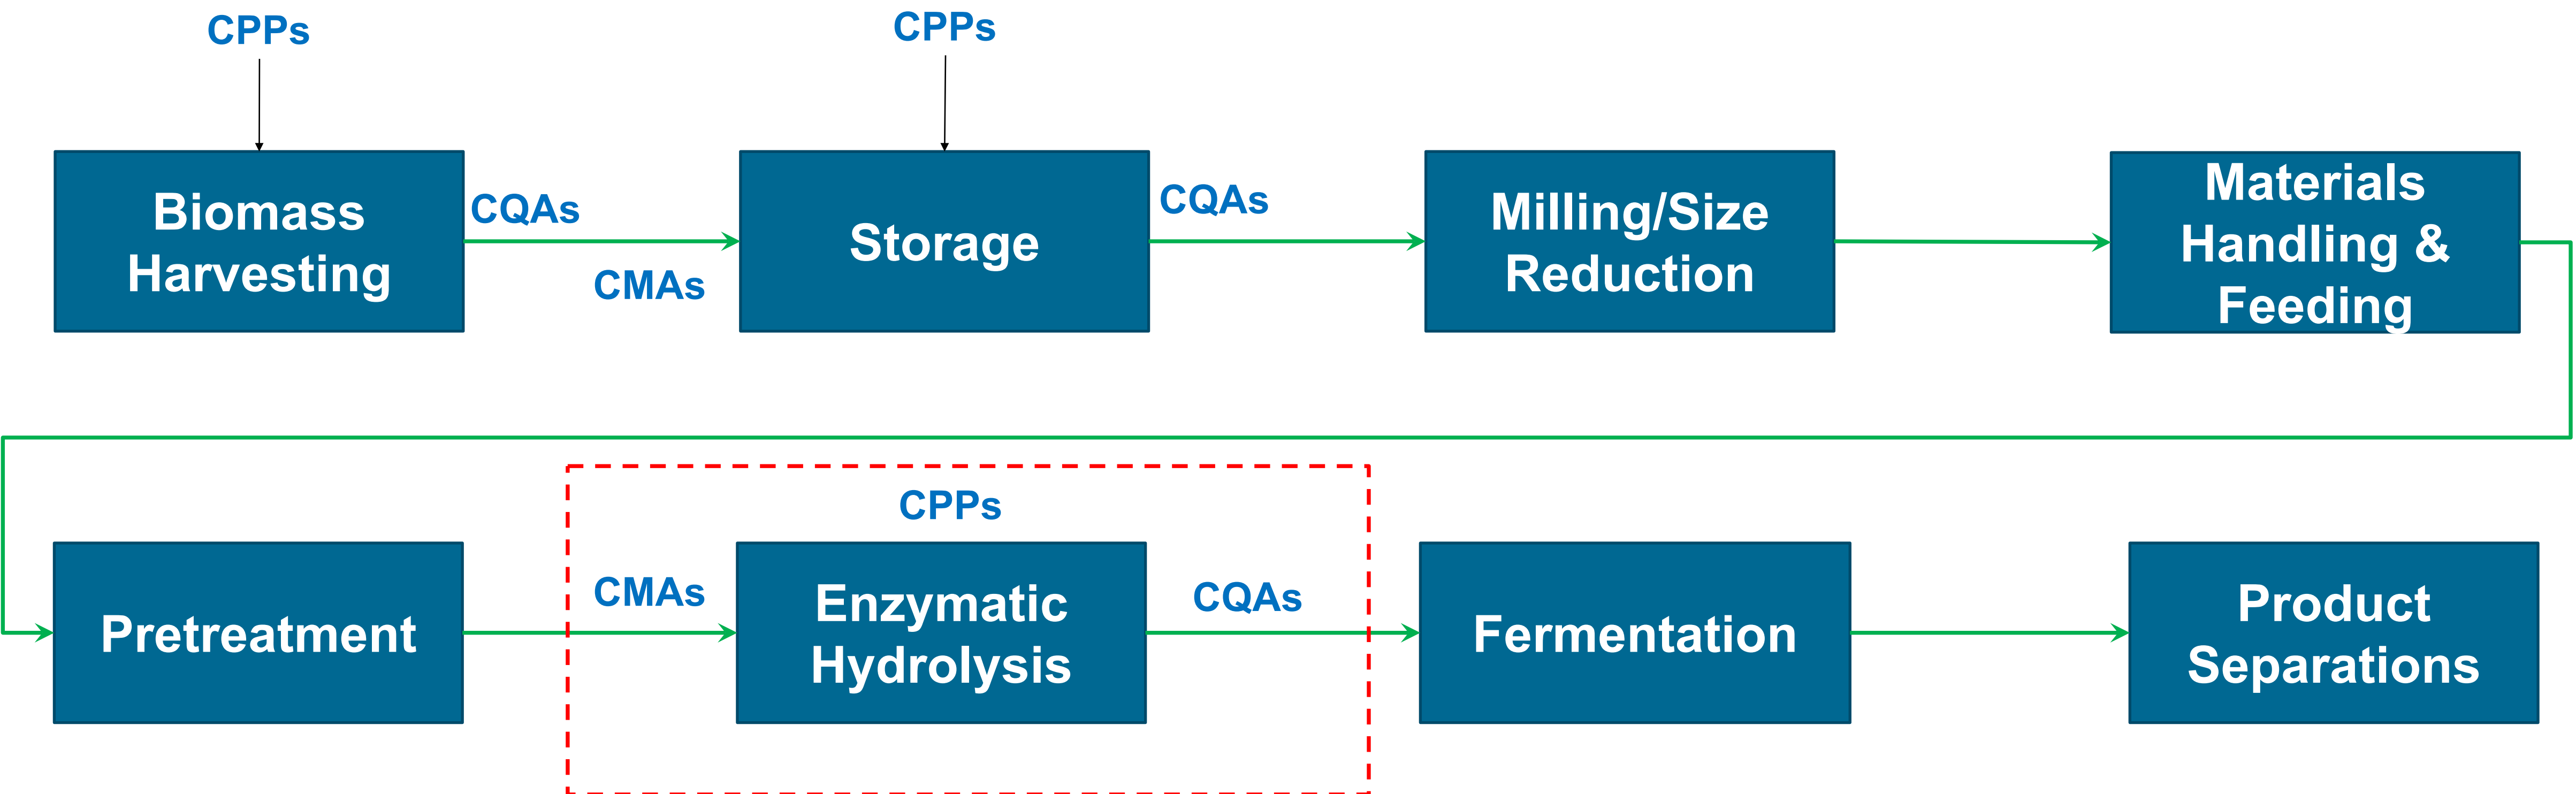 CPPs
CPPs
Biomass
Harvesting
CQAs
CMAs
Storage
CQAs
Milling/Size
Reduction
Materials
Handling &
Feeding
Pretreatment
CMAs
CPPs
Enzymatic
Hydrolysis
CQAs
Fermentation
Product
Separations